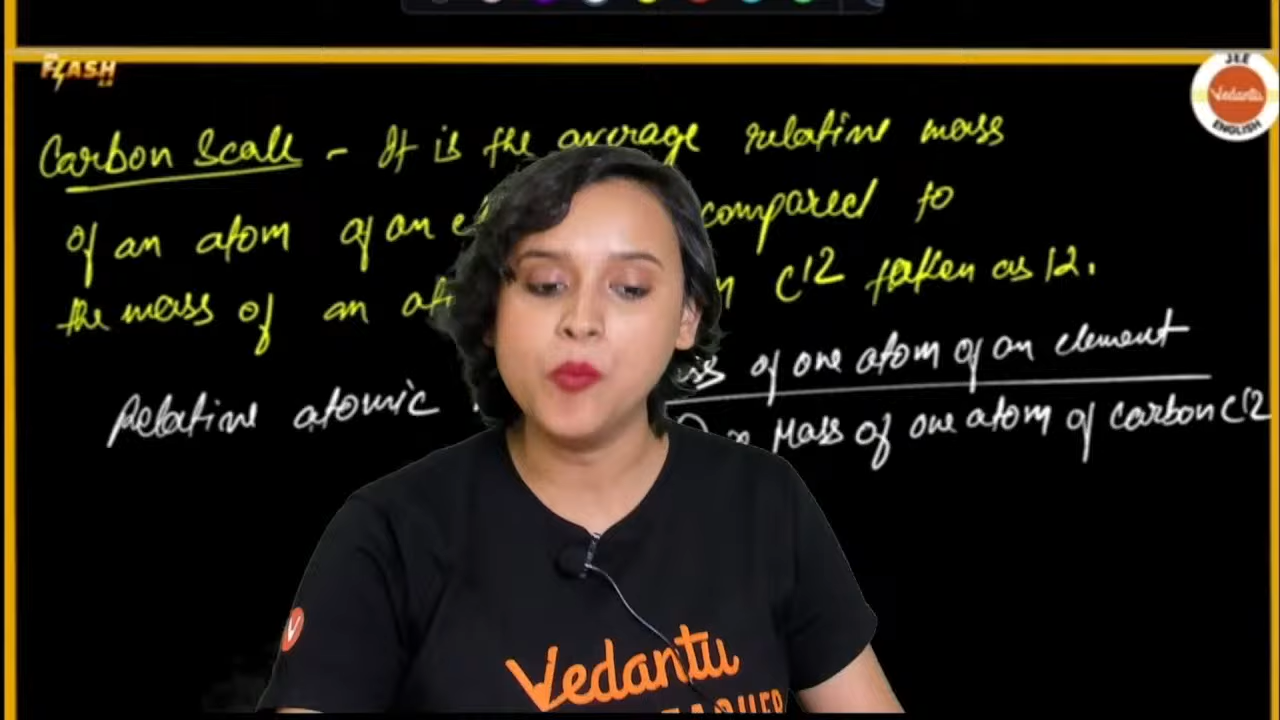 FLASH
JEE
Vedantu
ENGLISH
Carbon Scale - It is the average relative mass
of an atom of an compared to
the mass of an C12 taken as 12.
of one atom of an element
Relative atomic
Mass of one atom of carbon C12
V
Vedantu